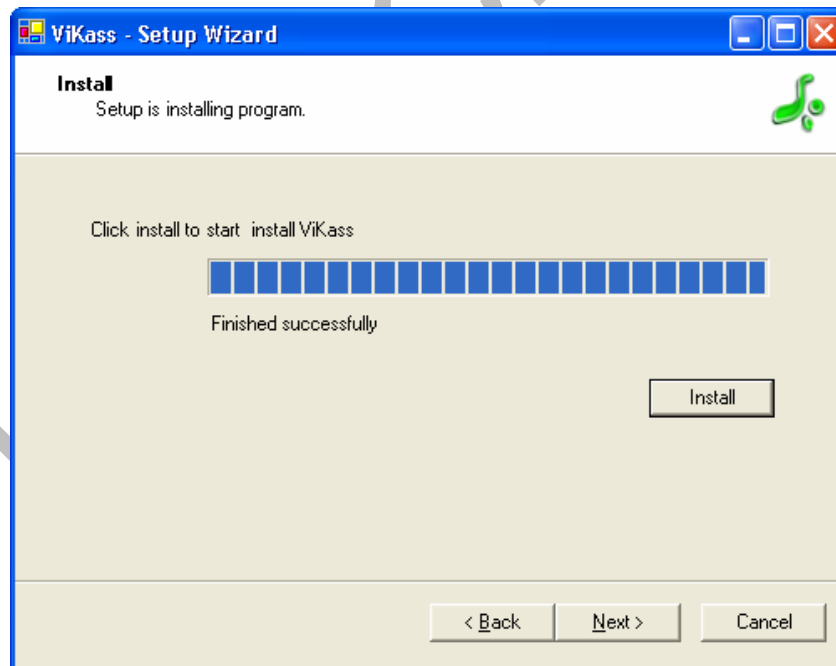 ViKass - Setup Wizard
Install
Setup is installing program.
Click install to start install ViKass
Finished successfully
Install
< Back
Next >
Cancel